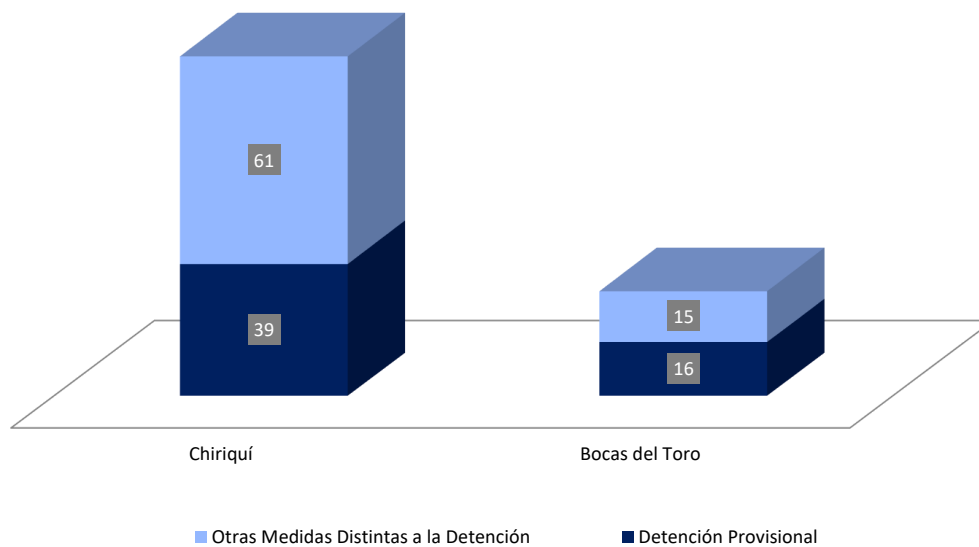 61
39
15
16
Chiriquí Bocas del Toro
Otras Medidas Distintas a la Detención Detención Provisional